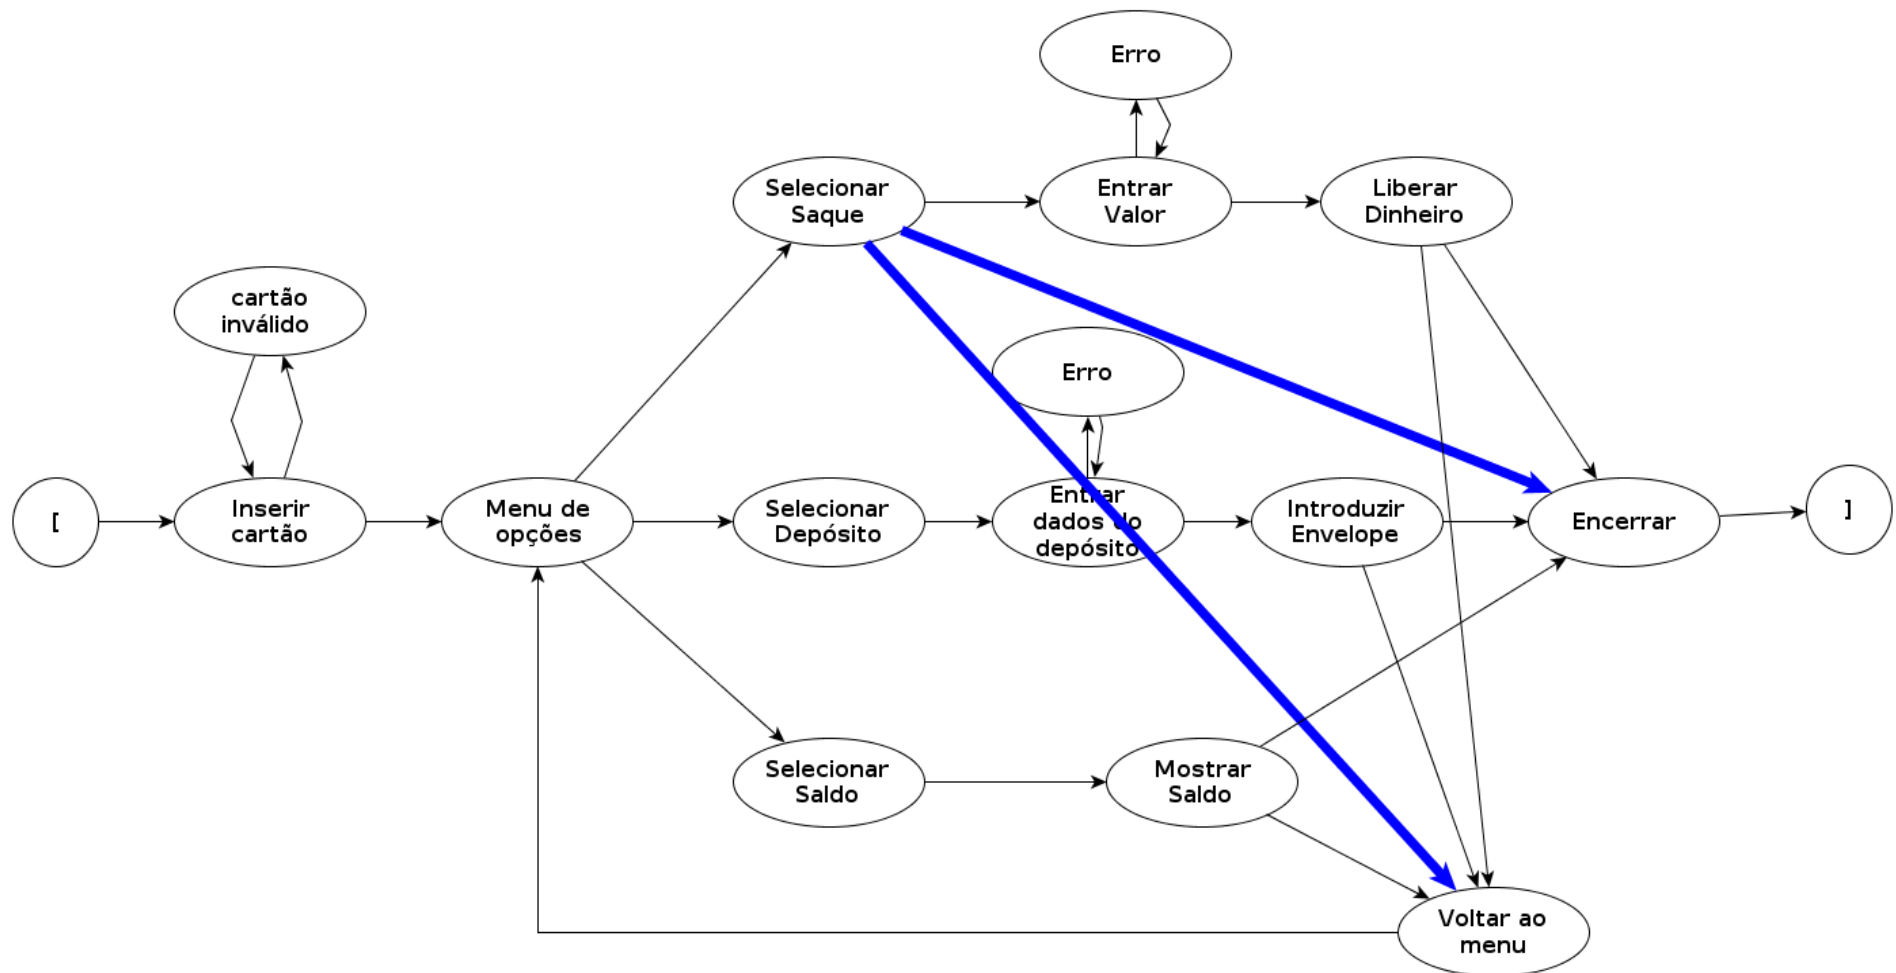 Erro
Selecionar
Saque
Entrar
Valor
Liberar
Dinheiro
cartão
inválido
Erro
[
Inserir
cartão
Menu de
opções
Selecionar
Depósito
Entrar
dados do
depósito
Introduzir
Envelope
Encerrar
]
Selecionar
Saldo
Mostrar
Saldo
Voltar ao
menu